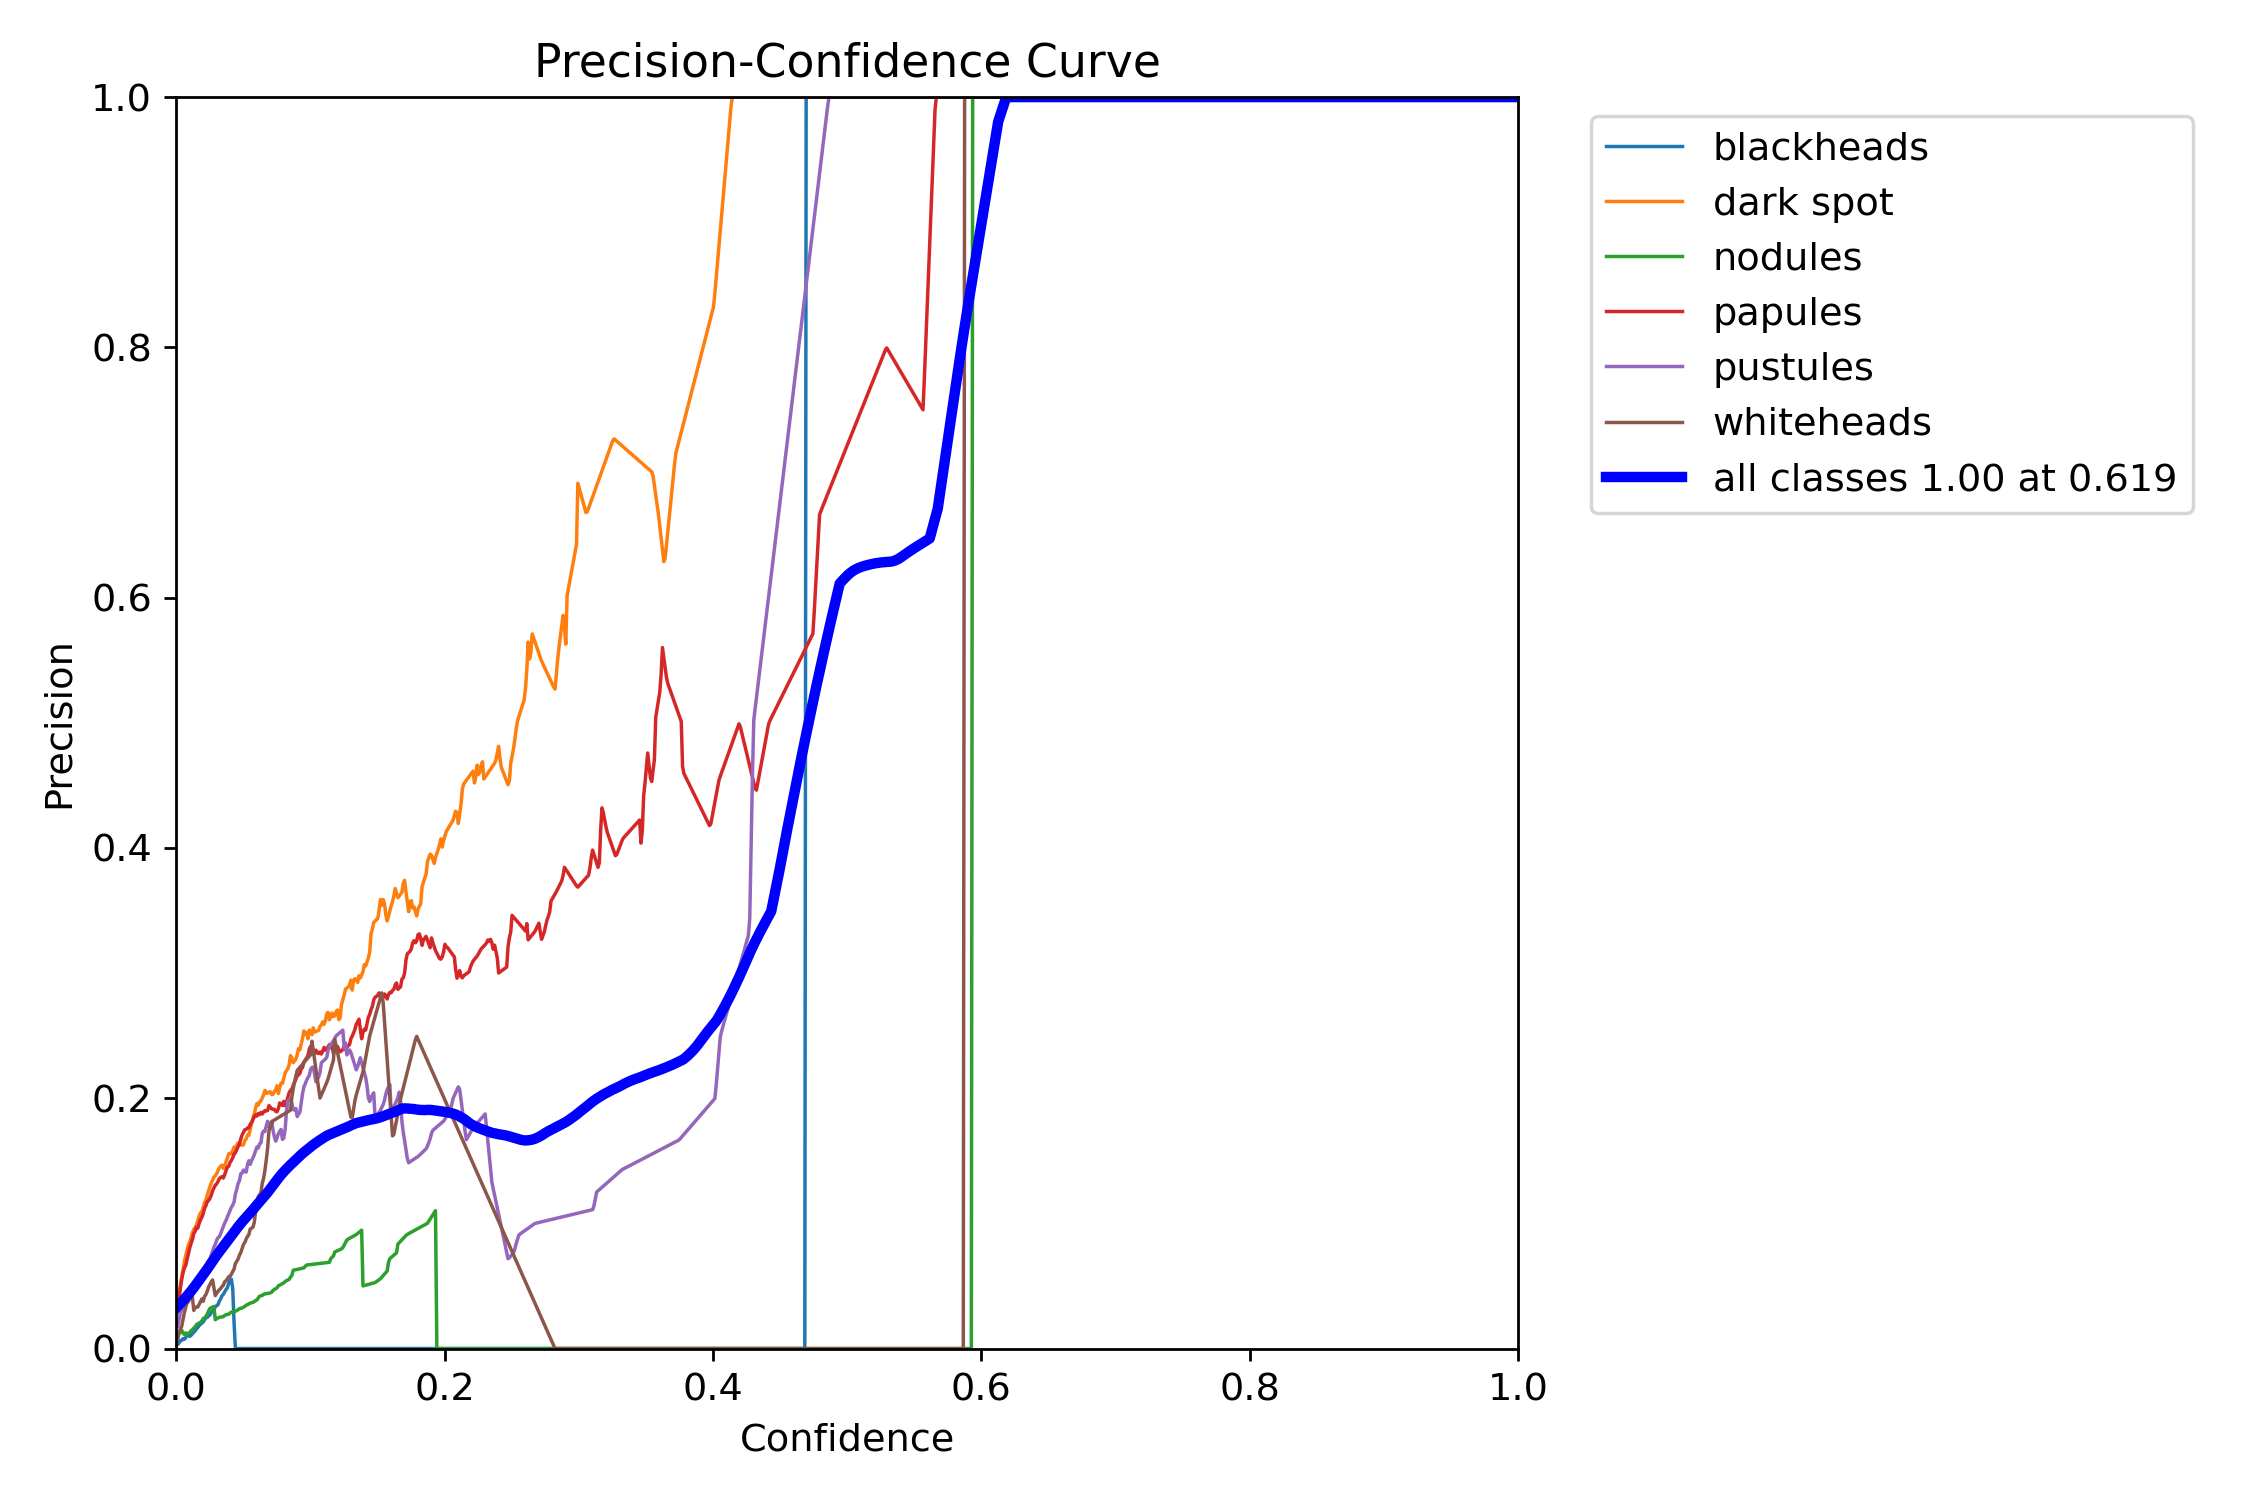 Precision-Confidence Curve
1.0
0.8
0.6
0.4
0.2
0.0
Precision
0.0 0.2 0.4 0.6 0.8 1.0
Confidence
blackheads
dark spot
nodules
papules
pustules
whiteheads
all classes 1.00 at 0.619